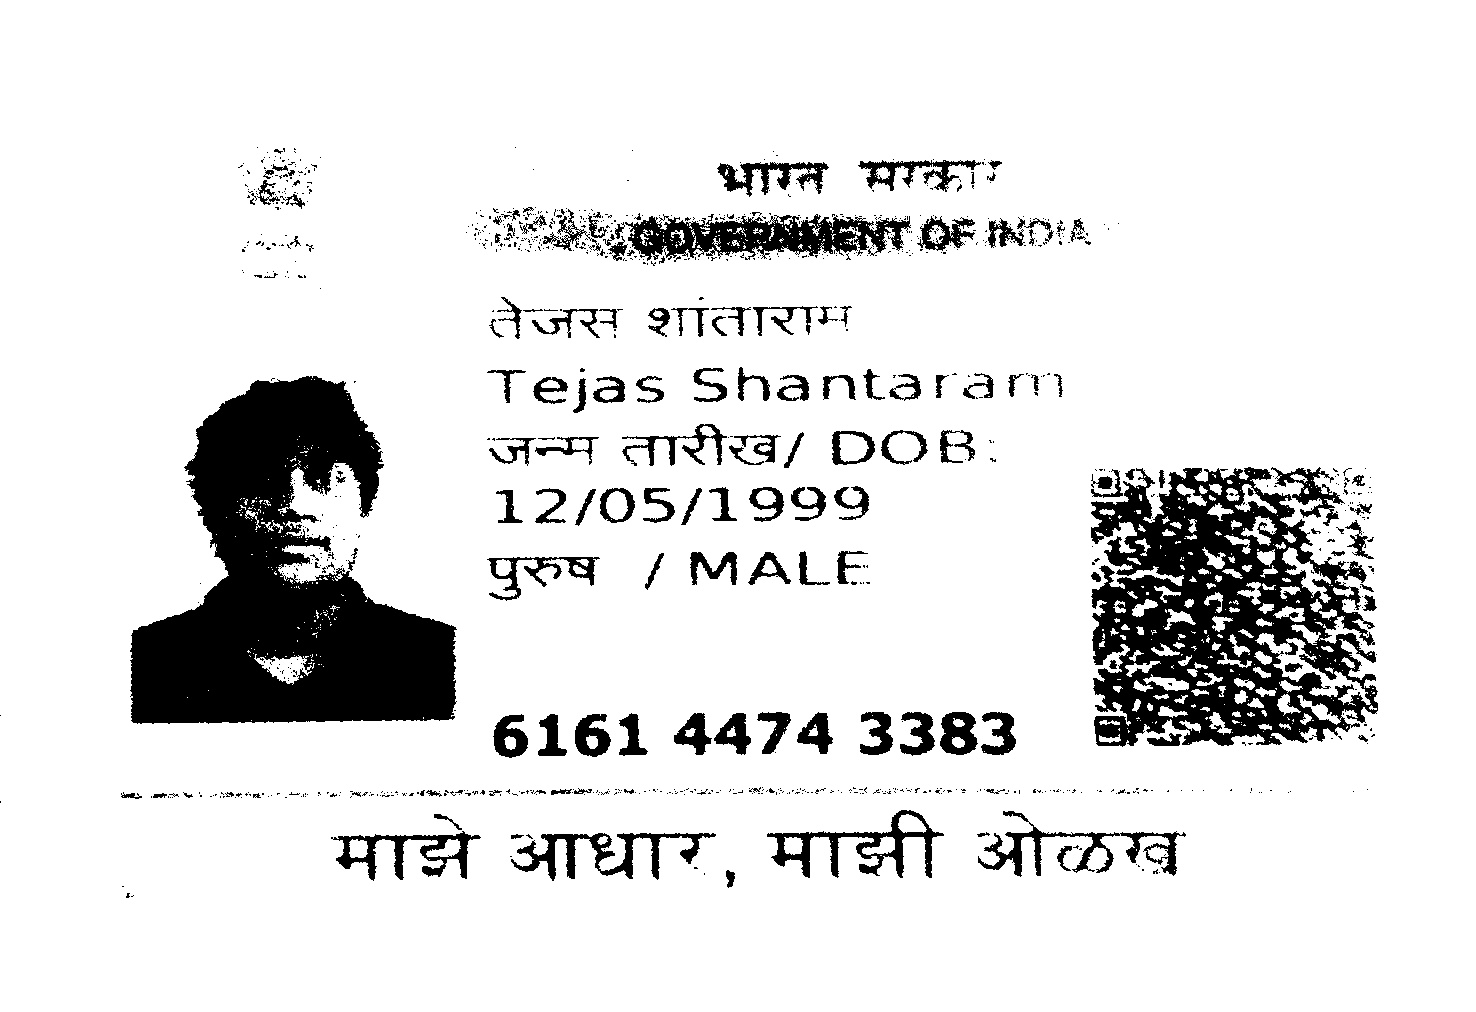 भारत सरकार
GOVERNMENT OF INDIA
तेजस शांताराम
Tejas Shantaram
जन्म तारीख/ DOB:
12/05/1999
पुरुष / MALE
6161 4474 3383
माझे आधार, माझी ओळख